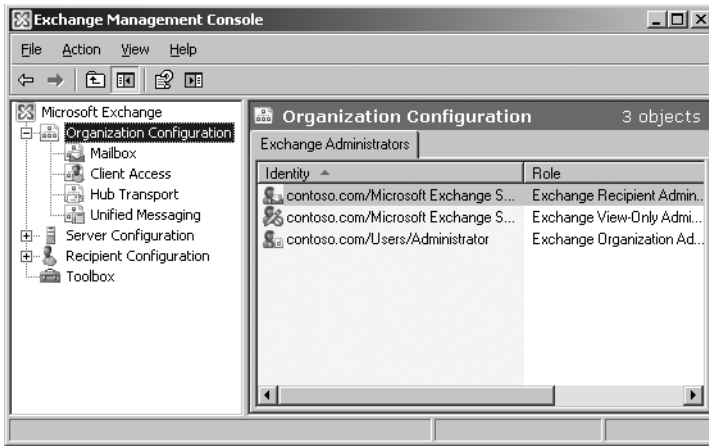 Exchange Management Console
File Action View Help
Microsoft Exchange
Organization Configuration
Mailbox
Client Access
Hub Transport
Unified Messaging
Server Configuration
Recipient Configuration
Toolbox
Organization Configuration 3 objects
Exchange Administrators
Identity Role
contoso.com/Microsoft Exchange S... Exchange Recipient Admin...
contoso.com/Microsoft Exchange S... Exchange View-Only Admi...
contoso.com/Users/Administrator Exchange Organization Ad...